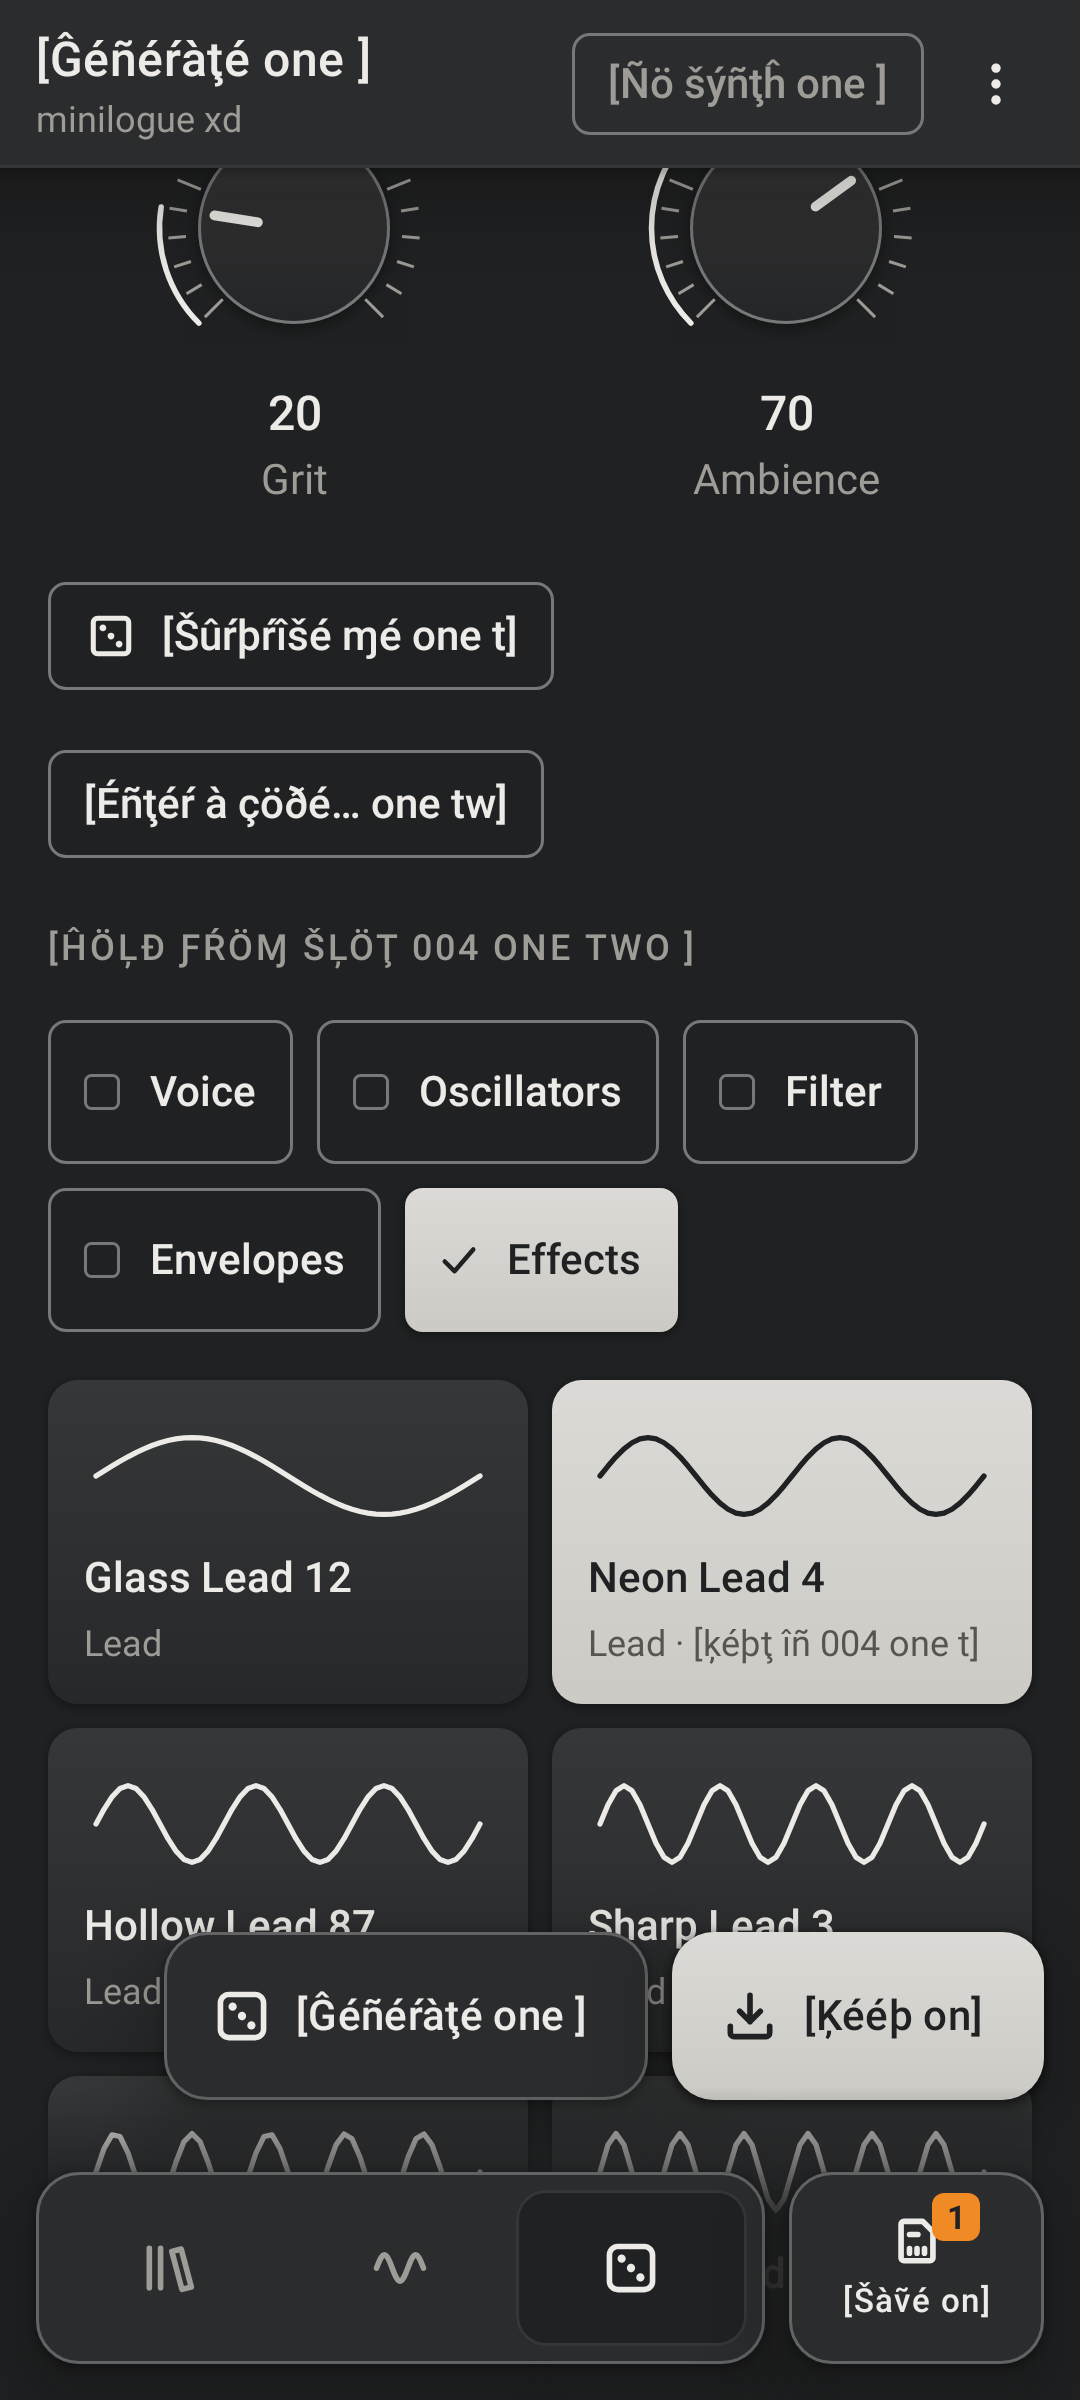 [Ĝéñéŕàţé one ]
minilogue xd
[Ñö šýñţĥ one ]
20
Grit
70
Ambience
[Šûŕþŕîšé ɱé one t]
[Éñţéŕ à çöðé… one tw]
[ĤÖĻÐ ƑŔÖṀ ŠĻÖŢ 004 ONE TWO ]
Voice
Oscillators
Filter
Envelopes
Effects
Glass Lead 12
Lead
Neon Lead 4
Lead · [ķéþţ îñ 004 one t]
Hollow Lead 87
Lead
Sharp Lead 3
[Ĝéñéŕàţé one ]
[Ķééþ on]
1
[Šàṽé on]